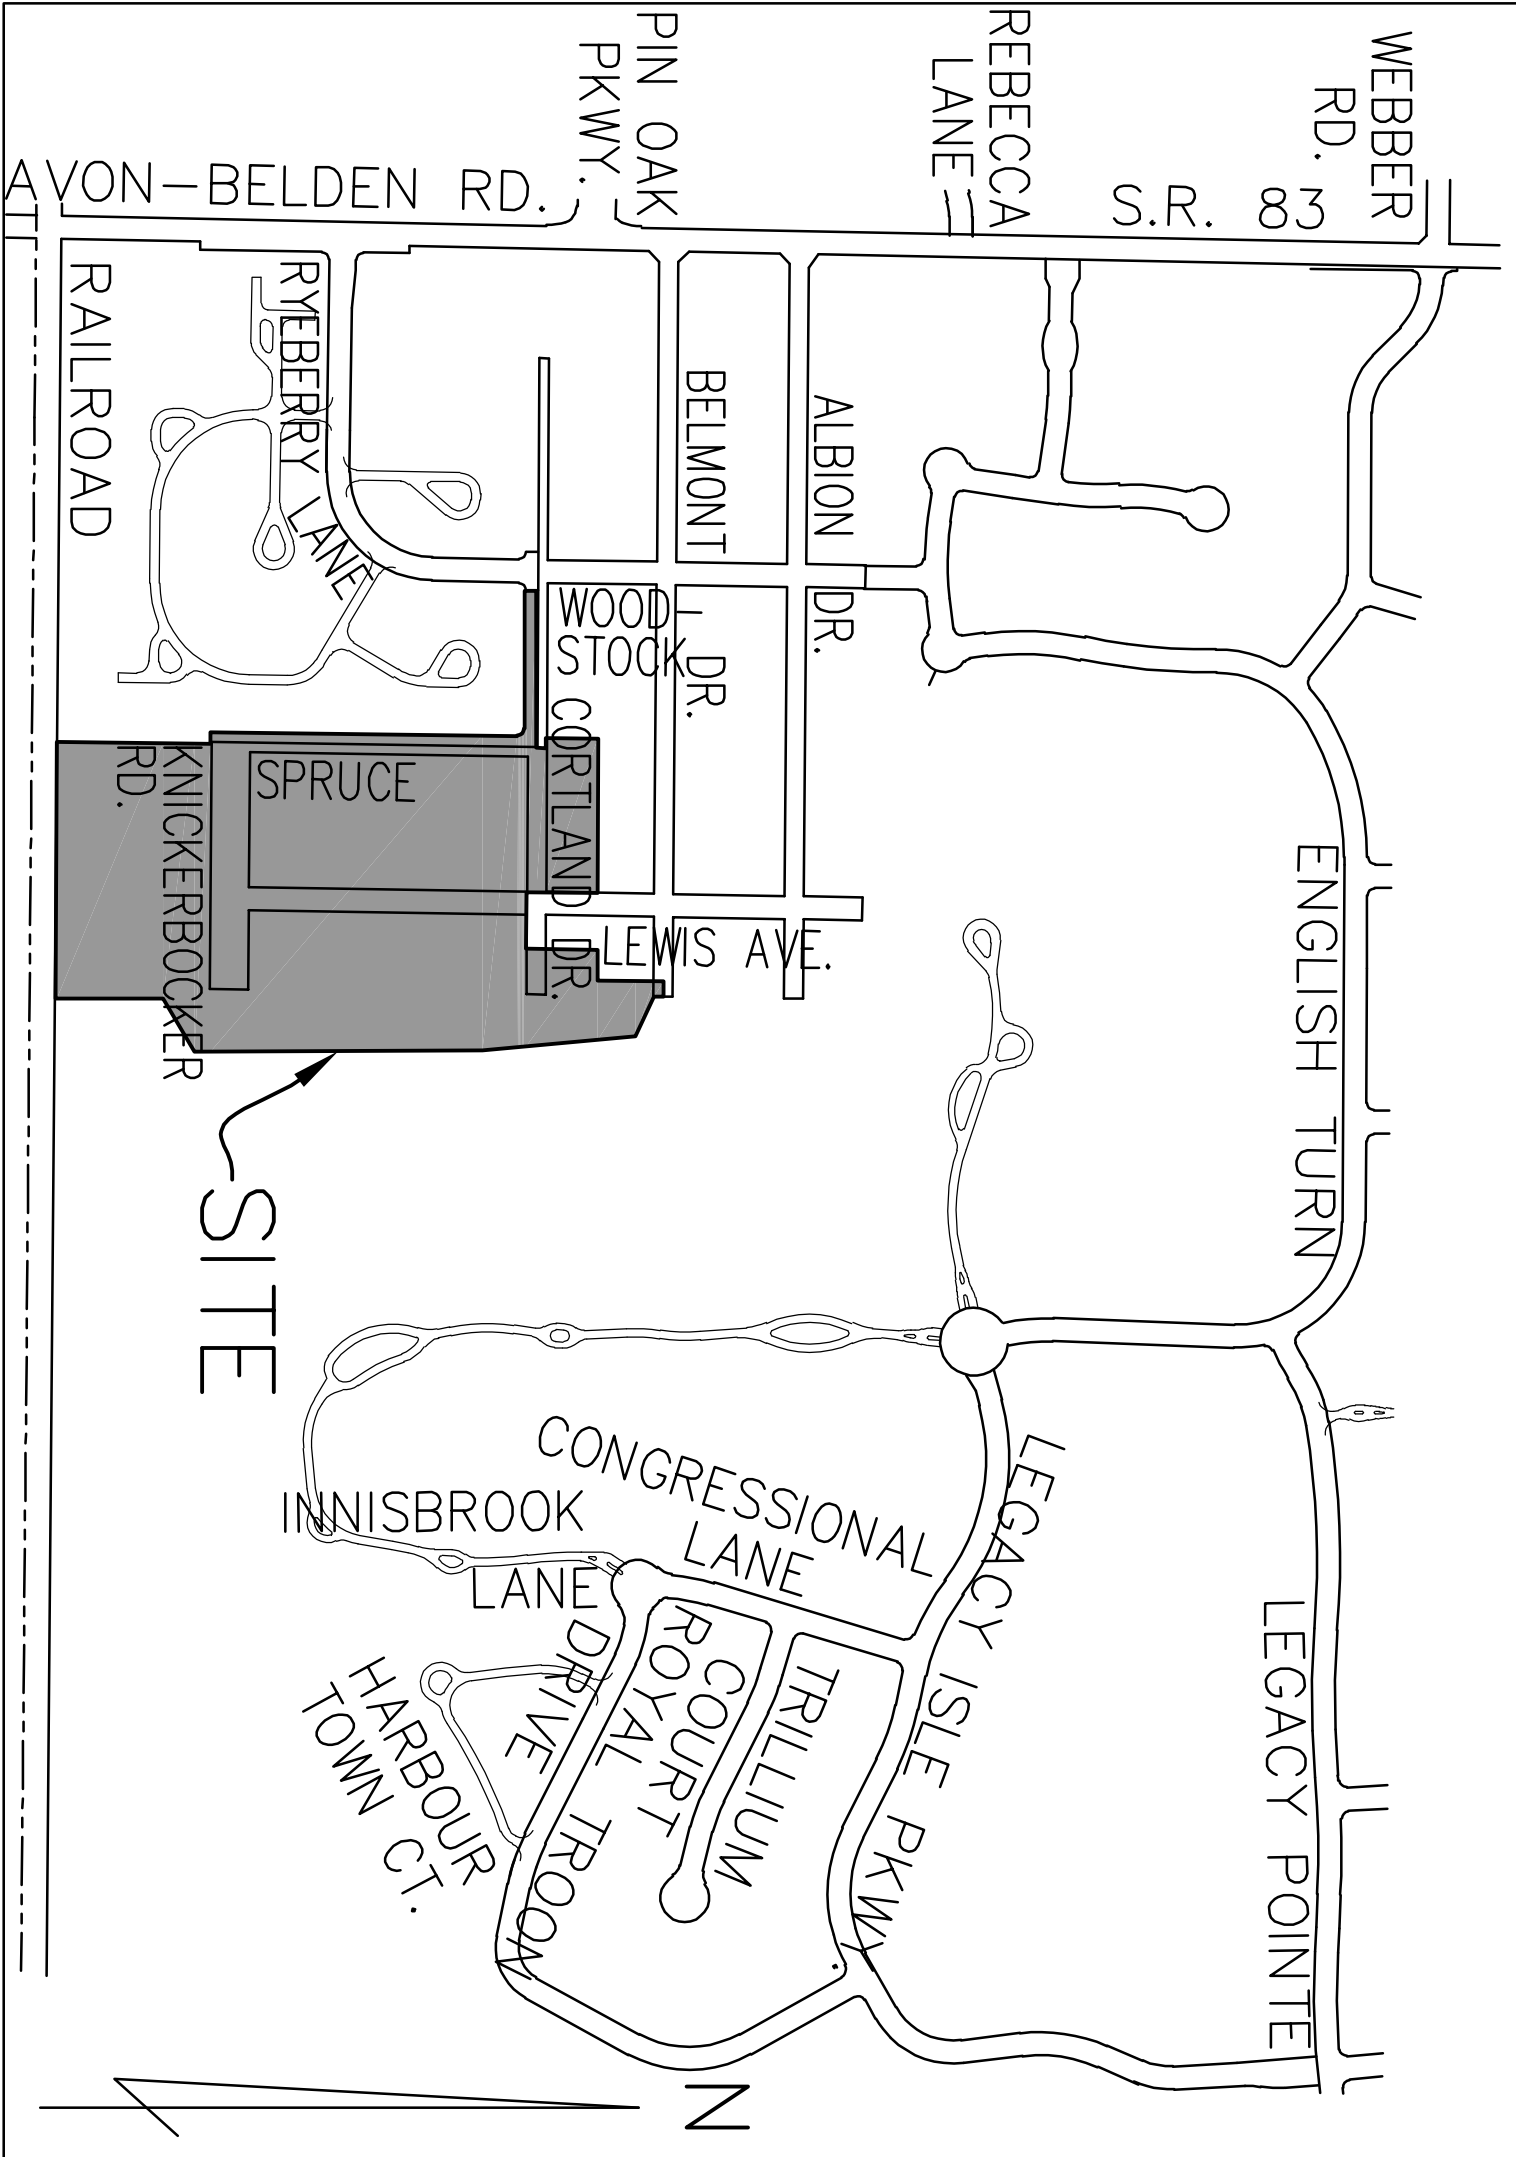 WEBBER
RD.
REBECCA
LANE
PIN OAK
PKWY.
AVON-BELDEN RD.
S.R. 83
RAILROAD
RYEBERRY LANE
BELMONT DR.
ALBION DR.
WOOD
STOCK
CORTLAND DR.
SPRUCE
KNICKERBOCKER
RD.
LEWIS AVE.
ENGLISH TURN
SITE
CONGRESSIONAL
LANE
INNISBROOK
LANE
LEGACY ISLE PKWY.
LEGACY POINTE
TRILLIUM
COURT
ROYAL
TROON
DRIVE
HARBOUR
TOWN CT.
N